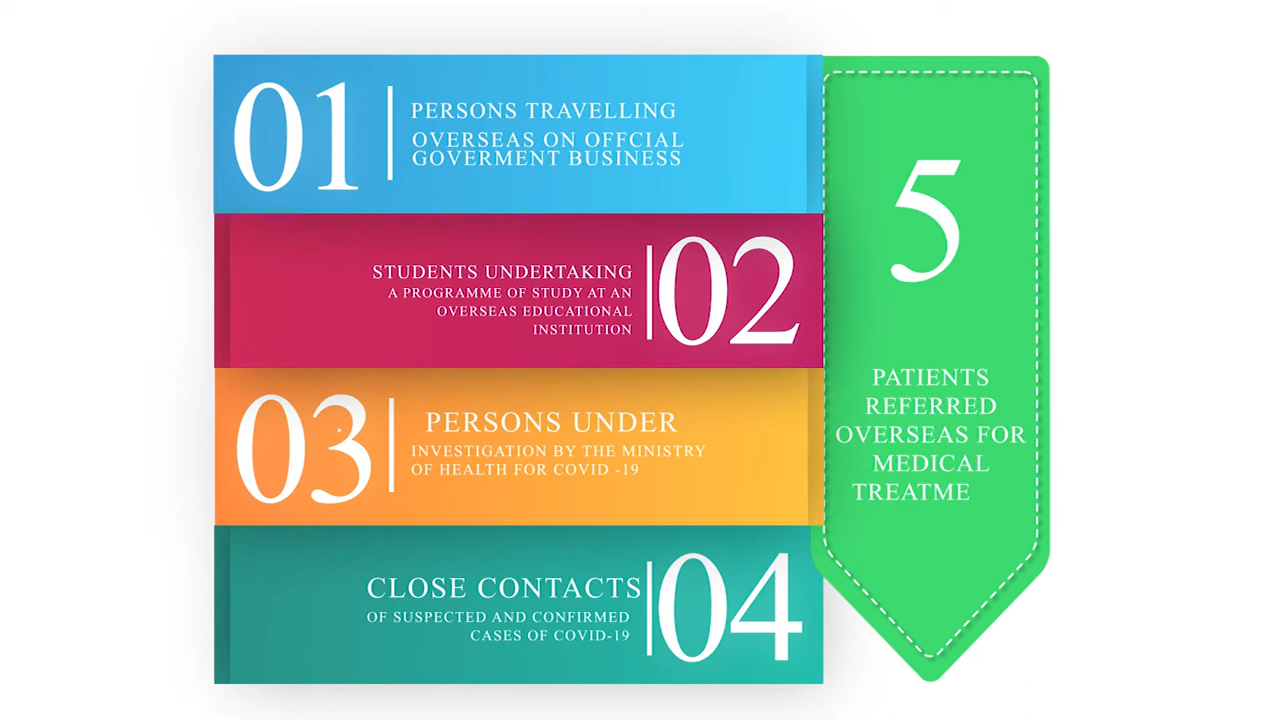 01
PERSONS TRAVELLING
OVERSEAS ON OFFCIAL
GOVERMENT BUSINESS
02
STUDENTS UNDERTAKING
A PROGRAMME OF STUDY AT AN
OVERSEAS EDUCATIONAL
INSTITUTION
03
PERSONS UNDER
INVESTIGATION BY THE MINISTRY
OF HEALTH FOR COVID -19
04
CLOSE CONTACTS
OF SUSPECTED AND CONFIRMED
CASES OF COVID-19
5
PATIENTS
REFERRED
OVERSEAS FOR
MEDICAL
TREATME